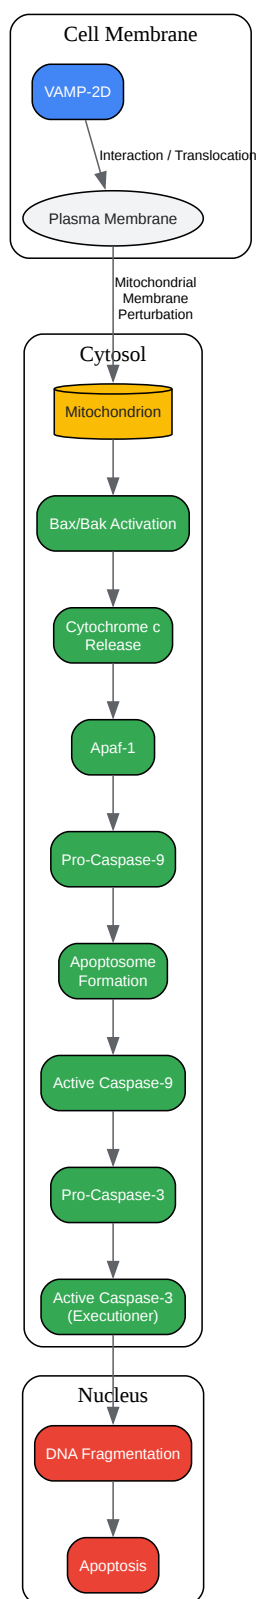 Cell Membrane
VAMP-2D
Interaction / Translocation
Plasma Membrane
Mitochondrial
Membrane
Perturbation
Cytosol
Mitochondrion
Bax/Bak Activation
Cytochrome c
Release
Apaf-1
Pro-Caspase-9
Apoptosome
Formation
Active Caspase-9
Pro-Caspase-3
Active Caspase-3
(Executioner)
Nucleus
DNA Fragmentation
Apoptosis